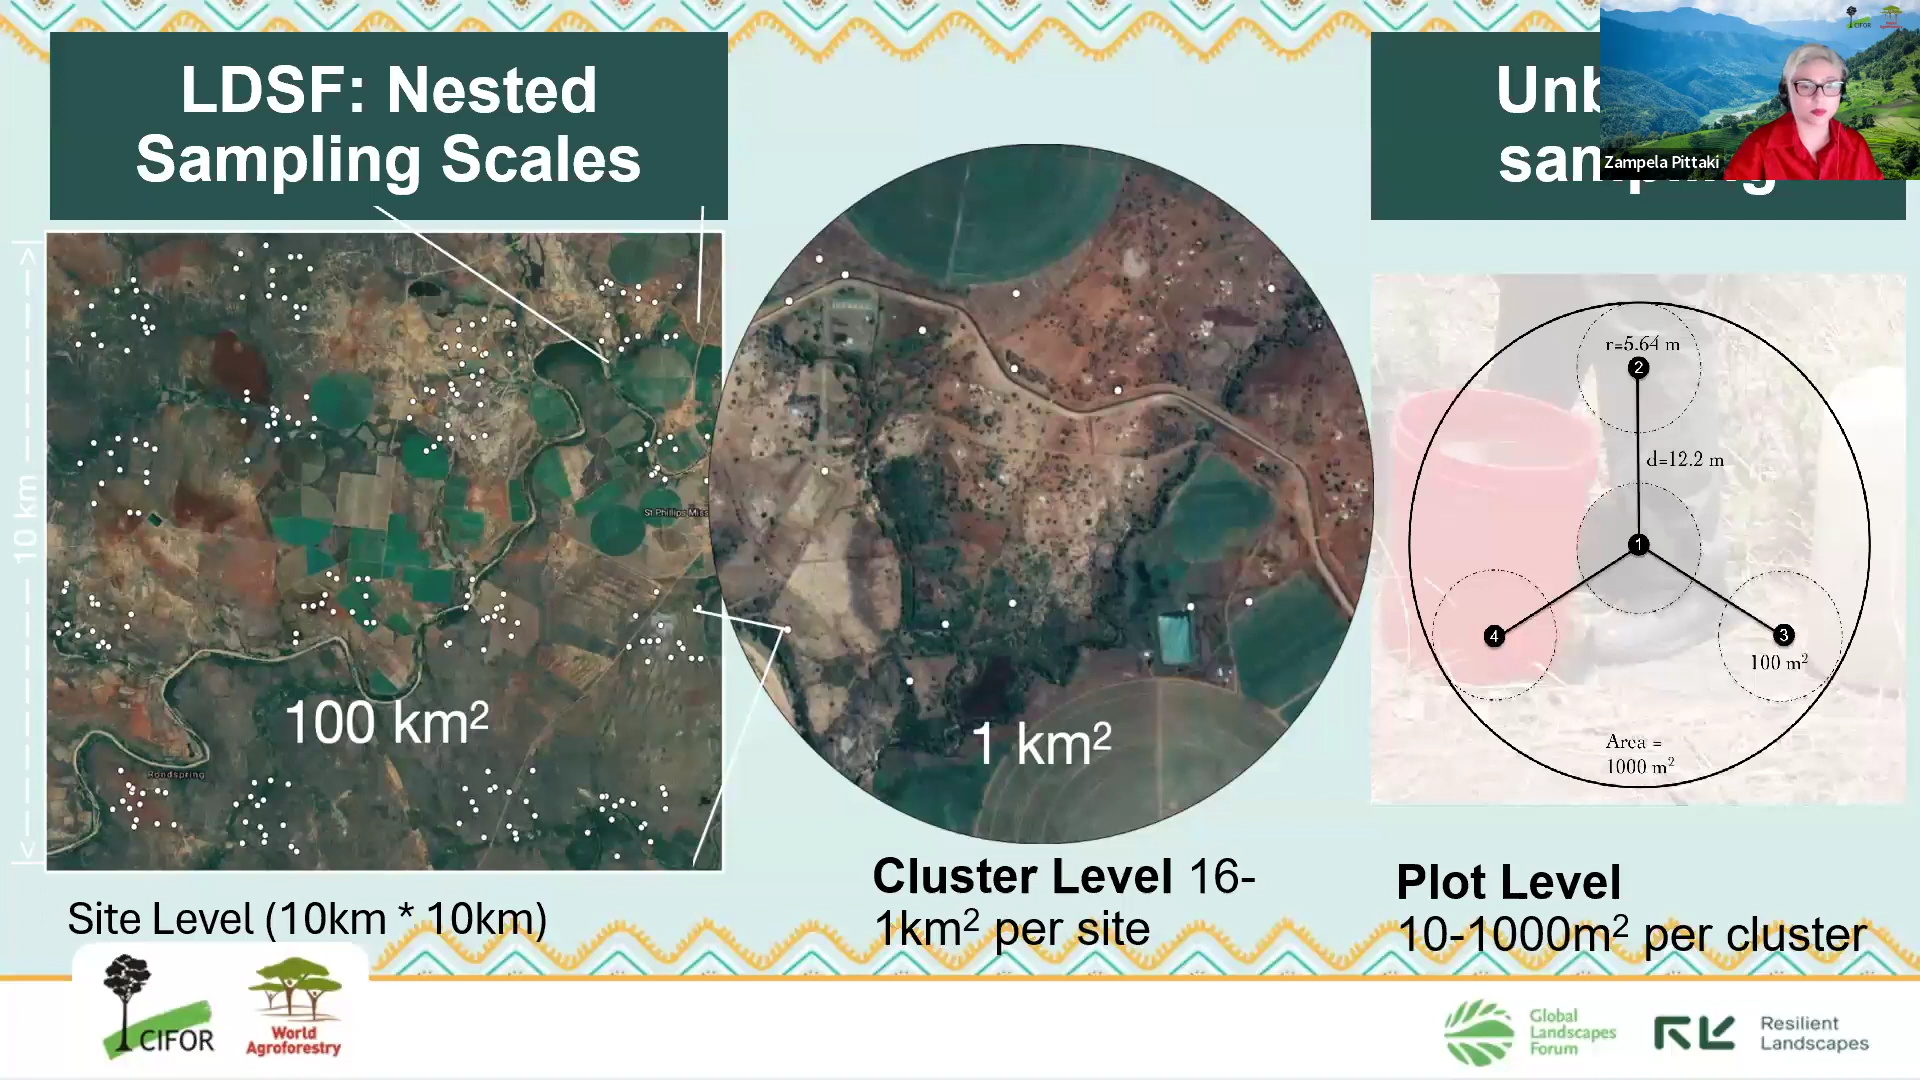 LDSF: Nested
Sampling Scales
Zampela Pittaki
CIFOR
10 km
St Phillips Miss
Rondspring
100 km²
Site Level (10km * 10km)
1 km²
Cluster Level 16-
1km² per site
r=5.64 m
2
d=12.2 m
1
4
3
100 m²
Area =
1000 m²
Plot Level
10-1000m² per cluster
CIFOR
World
Agroforestry
Global
Landscapes
Forum
Resilient
Landscapes